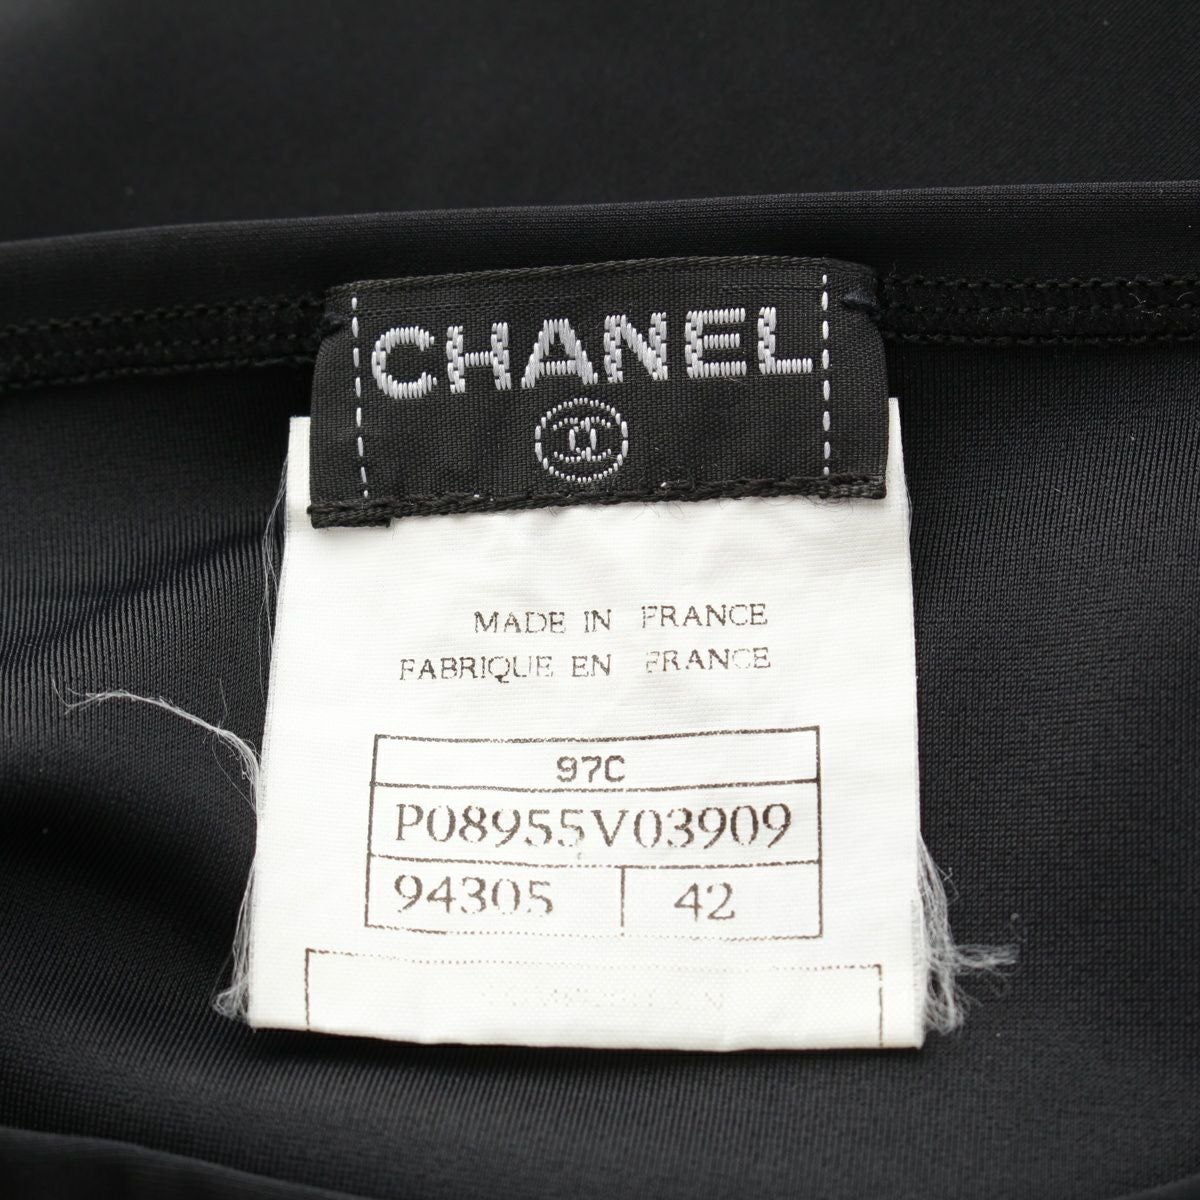 CHANEL
MADE IN FRANCE
FABRIQUE EN FRANCE
97C
P08955V03909
94305 42